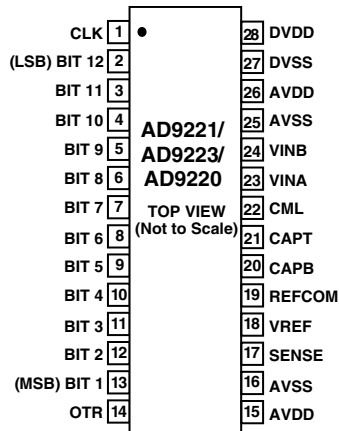 CLK 1
(LSB) BIT 12 2
BIT 11 3
BIT 10 4
BIT 9 5
BIT 8 6
BIT 7 7
BIT 6 8
BIT 5 9
BIT 4 10
BIT 3 11
BIT 2 12
(MSB) BIT 1 13
OTR 14
AD9221/
AD9223/
AD9220
TOP VIEW
(Not to Scale)
28 DVDD
27 DVSS
26 AVDD
25 AVSS
24 VINB
23 VINA
22 CML
21 CAPT
20 CAPB
19 REFCOM
18 VREF
17 SENSE
16 AVSS
15 AVDD